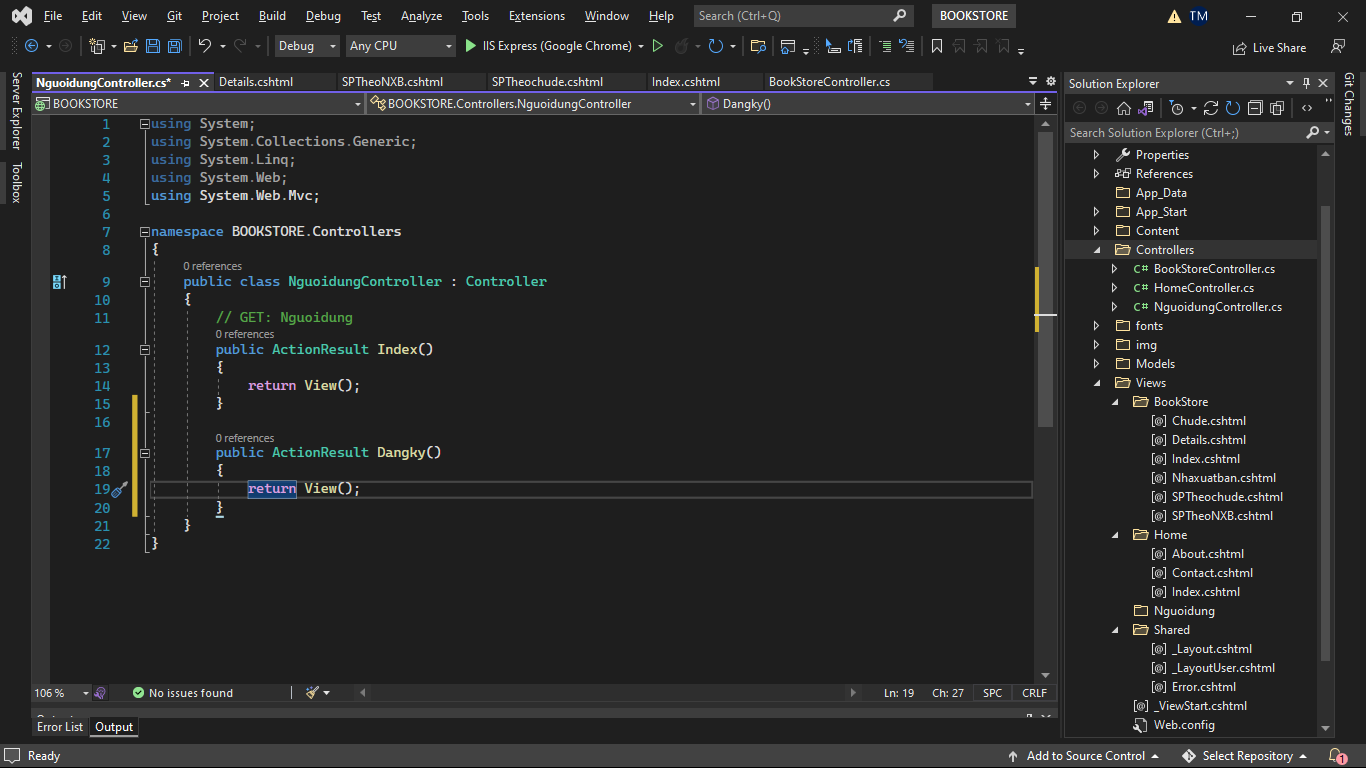 File Edit View Git Project Build Debug Test Analyze Tools Extensions Window Help Search (Ctrl+Q) BOOKSTORE TM
Debug Any CPU IIS Express (Google Chrome) Live Share
Server Explorer
Toolbox
NguoidungController.cs* Details.cshtml SPTheoNXB.cshtml SPTheochude.cshtml Index.cshtml BookStoreController.cs
BOOKSTORE BOOKSTORE.Controllers.NguoidungController Dangky()
1 using System;
2 using System.Collections.Generic;
3 using System.Linq;
4 using System.Web;
5 using System.Web.Mvc;
6
7 namespace BOOKSTORE.Controllers
8 {
0 references
9 public class NguoidungController : Controller
10 {
11 // GET: Nguoidung
0 references
12 public ActionResult Index()
13 {
14 return View();
15 }
16
0 references
17 public ActionResult Dangky()
18 {
19 return View();
20 }
21 }
22 }
106 % No issues found Ln: 19 Ch: 27 SPC CRLF
Error List Output
Solution Explorer
Search Solution Explorer (Ctrl+;)
Properties
References
App_Data
App_Start
Content
Controllers
C# BookStoreController.cs
C# HomeController.cs
C# NguoidungController.cs
fonts
img
Models
Views
BookStore
[@] Chude.cshtml
[@] Details.cshtml
[@] Index.cshtml
[@] Nhaxuatban.cshtml
[@] SPTheochude.cshtml
[@] SPTheoNXB.cshtml
Home
[@] About.cshtml
[@] Contact.cshtml
[@] Index.cshtml
Nguoidung
Shared
[@] _Layout.cshtml
[@] _LayoutUser.cshtml
[@] Error.cshtml
[@] _ViewStart.cshtml
Web.config
Git Changes
Ready Add to Source Control Select Repository 1